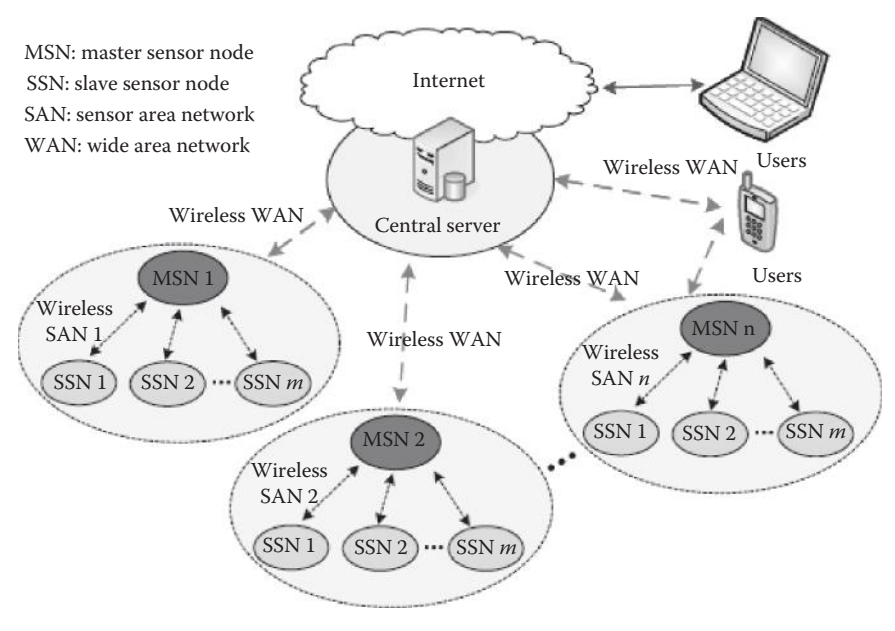 MSN: master sensor node
SSN: slave sensor node
SAN: sensor area network
WAN: wide area network
Internet
Users
Wireless WAN
Central server
Wireless WAN
Users
Wireless WAN
Wireless WAN
MSN 1
Wireless
SAN 1
SSN 1
SSN 2
SSN m
MSN 2
Wireless
SAN 2
SSN 1
SSN 2
SSN m
MSN n
Wireless
SAN n
SSN 1
SSN 2
SSN m